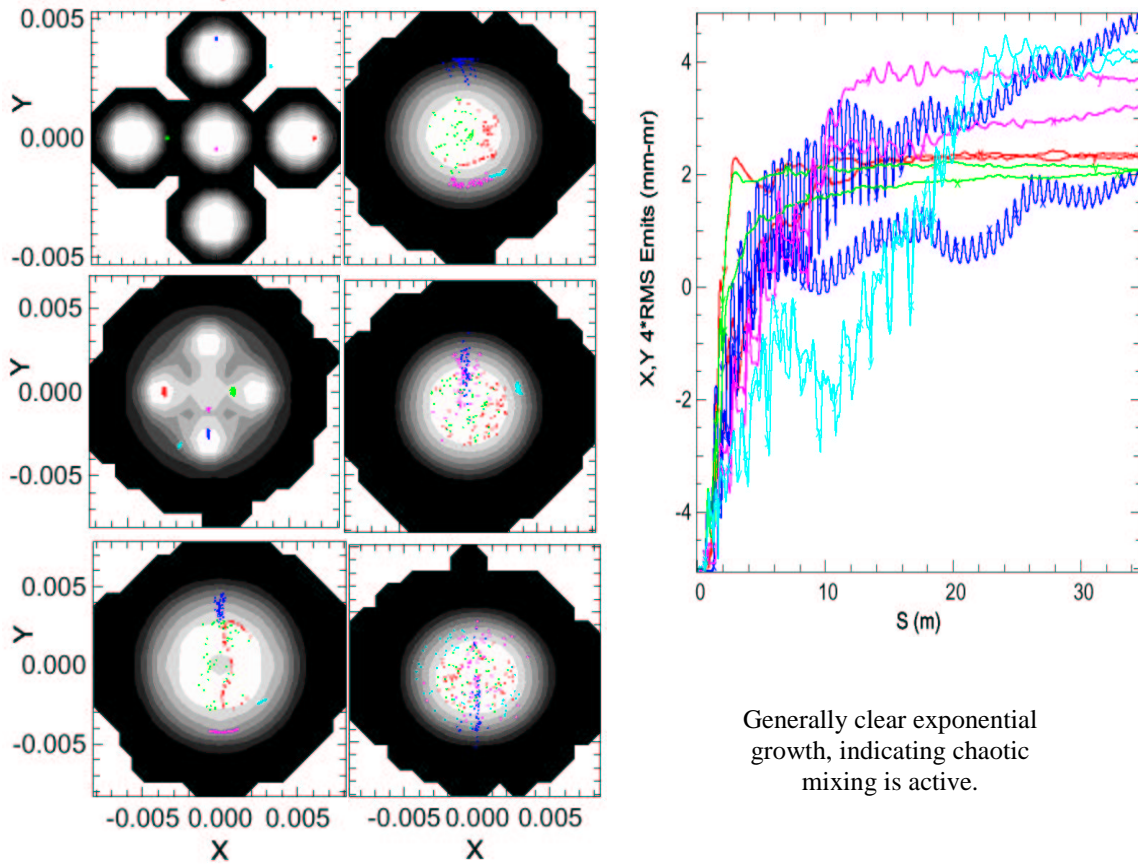 0.005
0.000
-0.005
Y
0.005
0.000
-0.005
Y
0.005
0.000
-0.005
Y
-0.005 0.000 0.005
X
-0.005 0.000 0.005
X
4
2
0
-2
-4
X,Y 4*RMS Emits (mm-mr)
0 10 20 30
S (m)
Generally clear exponential
growth, indicating chaotic
mixing is active.